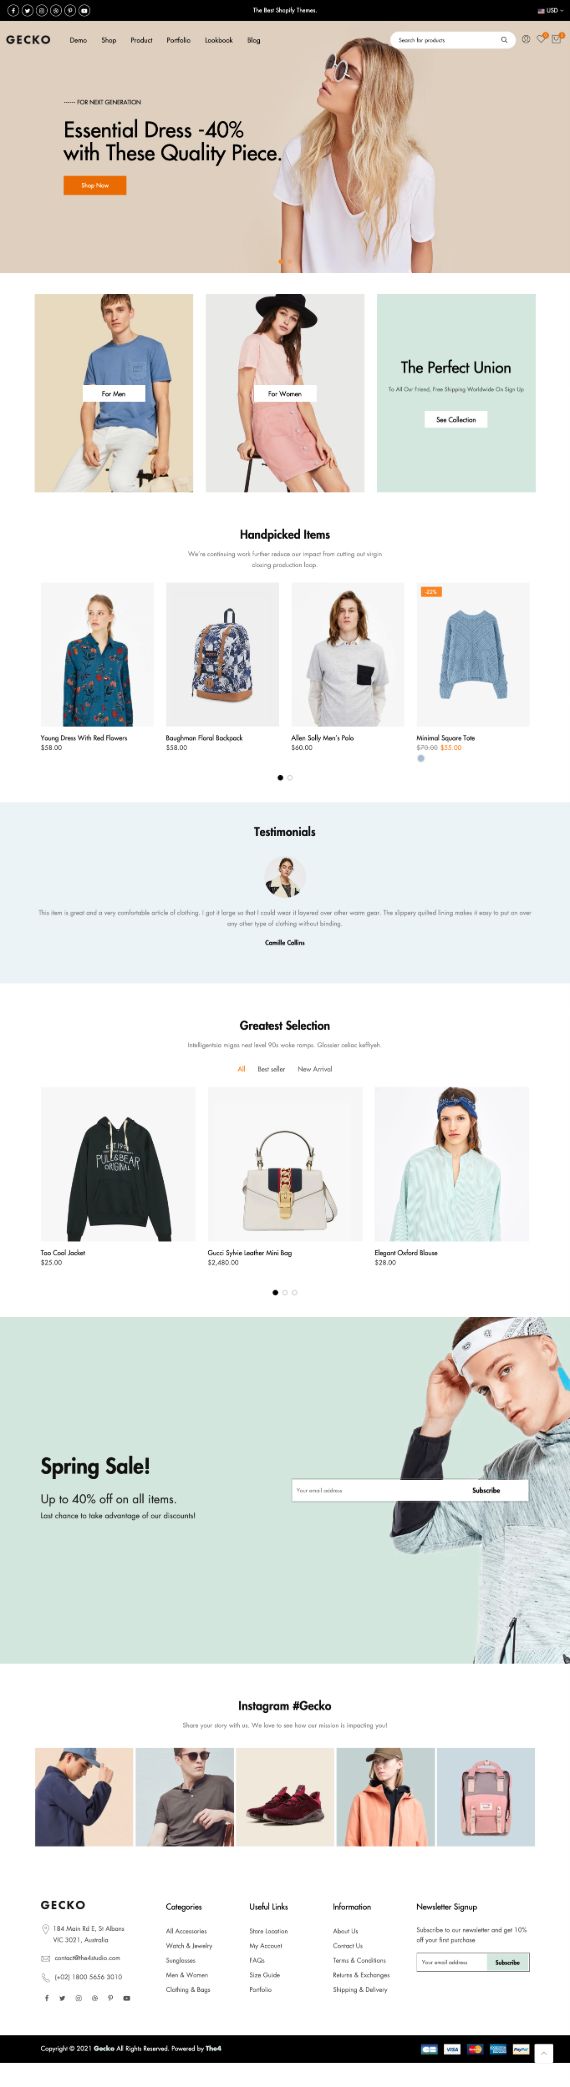 The Best Shopify Themes.
USD
GECKO
Demo Shop Product Portfolio Lookbook Blog
Search for products
------ FOR NEXT GENERATION
Essential Dress -40%
with These Quality Piece.
Shop Now
For Men
For Women
The Perfect Union
To All Our Friend, Free Shipping Worldwide On Sign Up
See Collection
Handpicked Items
We're continuing work further reduce our impact from cutting out virgin
closing production loop.
-22%
Young Dress With Red Flowers
$58.00
Baughman Floral Backpack
$58.00
Allen Solly Men's Polo
$60.00
Minimal Square Tote
$70.00 $55.00
Testimonials
This item is great and a very comfortable article of clothing. I got it large so that I could wear it layered over other warm gear. The slippery quilted lining makes it easy to put on over
any other type of clothing without binding.
Camille Collins
Greatest Selection
Intelligentsia migas next level 90s woke ramps. Glossier celiac keffiyeh.
All Best seller New Arrival
PULL&BEAR
ORIGINAL
Too Cool Jacket
$25.00
Gucci Sylvie Leather Mini Bag
$2,480.00
Elegant Oxford Blouse
$28.00
Spring Sale!
Up to 40% off on all items.
Last chance to take advantage of our discounts!
Your email address
Subscribe
Instagram #Gecko
Share your story with us. We love to see how our mission is impacting you!
GECKO
184 Main Rd E, St Albans
VIC 3021, Australia
contact@the4studio.com
(+02) 1800 5656 3010
Categories
All Accessories
Watch & Jewelry
Sunglasses
Men & Women
Clothing & Bags
Useful Links
Store Location
My Account
FAQs
Size Guide
Portfolio
Information
About Us
Contact Us
Terms & Conditions
Returns & Exchanges
Shipping & Delivery
Newsletter Signup
Subscribe to our newsletter and get 10%
off your first purchase
Your email address
Subscribe
Copyright © 2021 Gecko All Rights Reserved. Powered by The4
VISA
PayPal